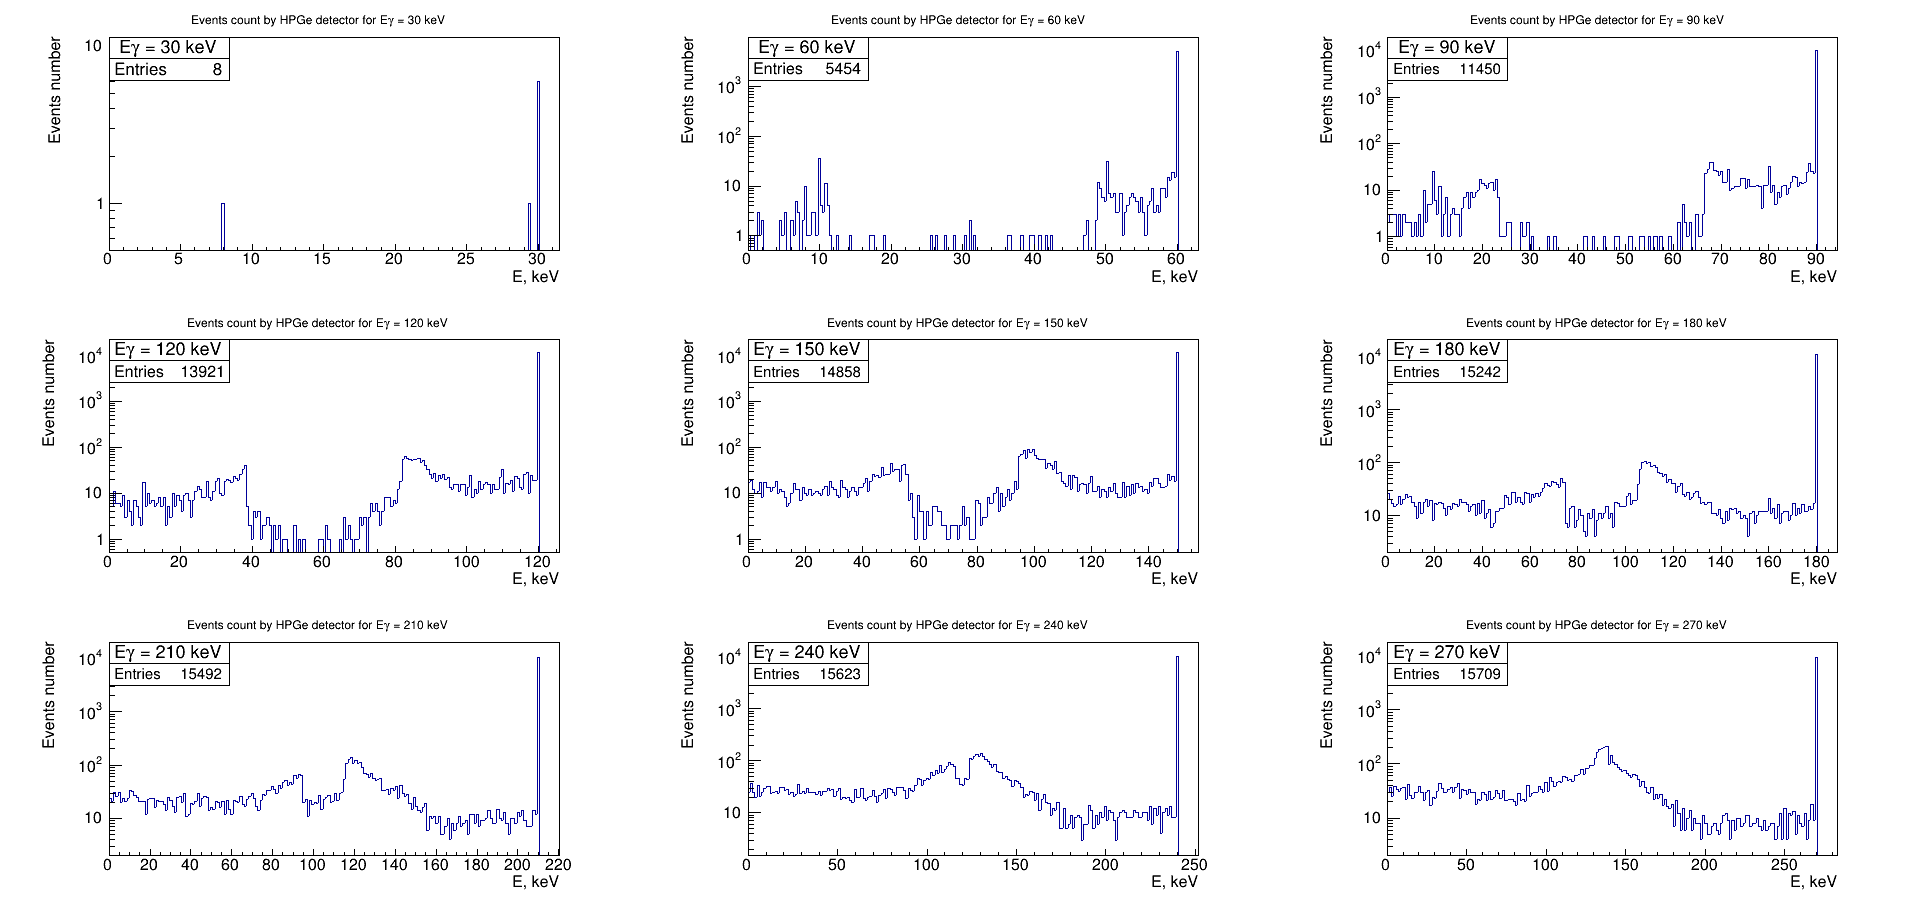 Events count by HPGe detector for Eγ = 30 keV
Events number
Eγ = 30 keV
Entries 8
10
1
0 5 10 15 20 25 30
E, keV
Events count by HPGe detector for Eγ = 60 keV
Events number
Eγ = 60 keV
Entries 5454
10³
10²
10
1
0 10 20 30 40 50 60
E, keV
Events count by HPGe detector for Eγ = 90 keV
Events number
Eγ = 90 keV
Entries 11450
10⁴
10³
10²
10
1
0 10 20 30 40 50 60 70 80 90
E, keV
Events count by HPGe detector for Eγ = 120 keV
Events number
Eγ = 120 keV
Entries 13921
10⁴
10³
10²
10
1
0 20 40 60 80 100 120
E, keV
Events count by HPGe detector for Eγ = 150 keV
Events number
Eγ = 150 keV
Entries 14858
10⁴
10³
10²
10
1
0 20 40 60 80 100 120 140
E, keV
Events count by HPGe detector for Eγ = 180 keV
Events number
Eγ = 180 keV
Entries 15242
10⁴
10³
10²
10
0 20 40 60 80 100 120 140 160 180
E, keV
Events count by HPGe detector for Eγ = 210 keV
Events number
Eγ = 210 keV
Entries 15492
10⁴
10³
10²
10
0 20 40 60 80 100 120 140 160 180 200 220
E, keV
Events count by HPGe detector for Eγ = 240 keV
Events number
Eγ = 240 keV
Entries 15623
10⁴
10³
10²
10
0 50 100 150 200 250
E, keV
Events count by HPGe detector for Eγ = 270 keV
Events number
Eγ = 270 keV
Entries 15709
10⁴
10³
10²
10
0 50 100 150 200 250
E, keV